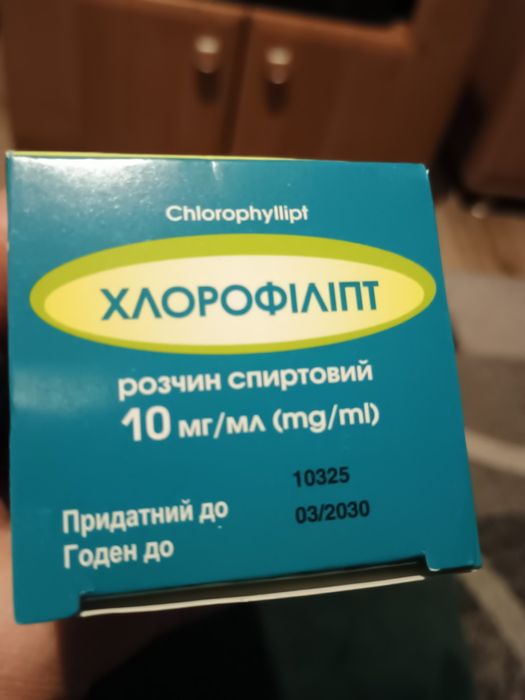 Chlorophyllipt
ХЛОРОФІЛІПТ
розчин спиртовий
10 мг/мл (mg/ml)
10325
Придатний до 03/2030
Годен до